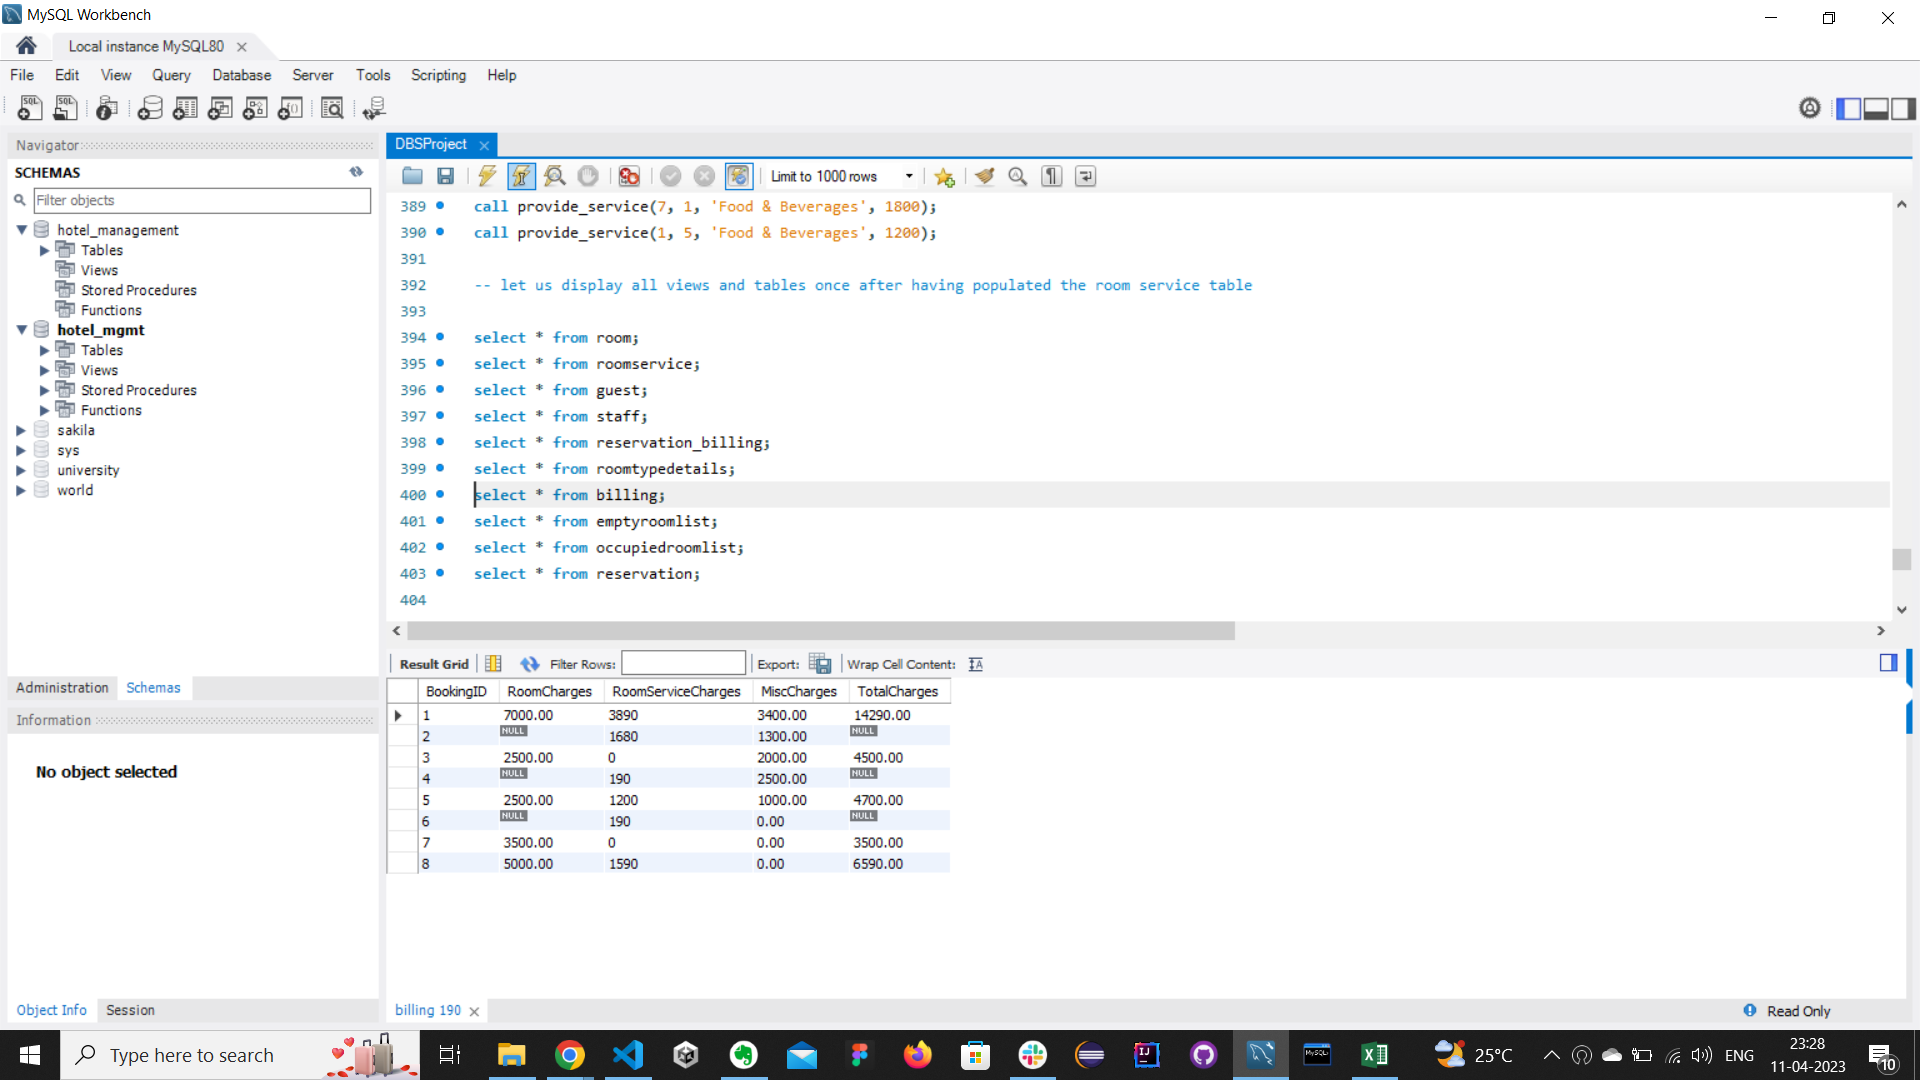 MySQL Workbench
Local instance MySQL80
File Edit View Query Database Server Tools Scripting Help
Navigator
SCHEMAS
Filter objects
hotel_management
Tables
Views
Stored Procedures
Functions
hotel_mgmt
Tables
Views
Stored Procedures
Functions
sakila
sys
university
world
Administration Schemas
Information
No object selected
Object Info Session
DBSProject
Limit to 1000 rows
389 call provide_service(7, 1, 'Food & Beverages', 1800);
390 call provide_service(1, 5, 'Food & Beverages', 1200);
391
392 -- let us display all views and tables once after having populated the room service table
393
394 select * from room;
395 select * from roomservice;
396 select * from guest;
397 select * from staff;
398 select * from reservation_billing;
399 select * from roomtypedetails;
400 select * from billing;
401 select * from emptyroomlist;
402 select * from occupiedroomlist;
403 select * from reservation;
404
Result Grid Filter Rows: Export: Wrap Cell Content:
BookingID RoomCharges RoomServiceCharges MiscCharges TotalCharges
1 7000.00 3890 3400.00 14290.00
2 NULL 1680 1300.00 NULL
3 2500.00 0 2000.00 4500.00
4 NULL 190 2500.00 NULL
5 2500.00 1200 1000.00 4700.00
6 NULL 190 0.00 NULL
7 3500.00 0 0.00 3500.00
8 5000.00 1590 0.00 6590.00
billing 190
Read Only
Type here to search
25°C
ENG
23:28
11-04-2023
10